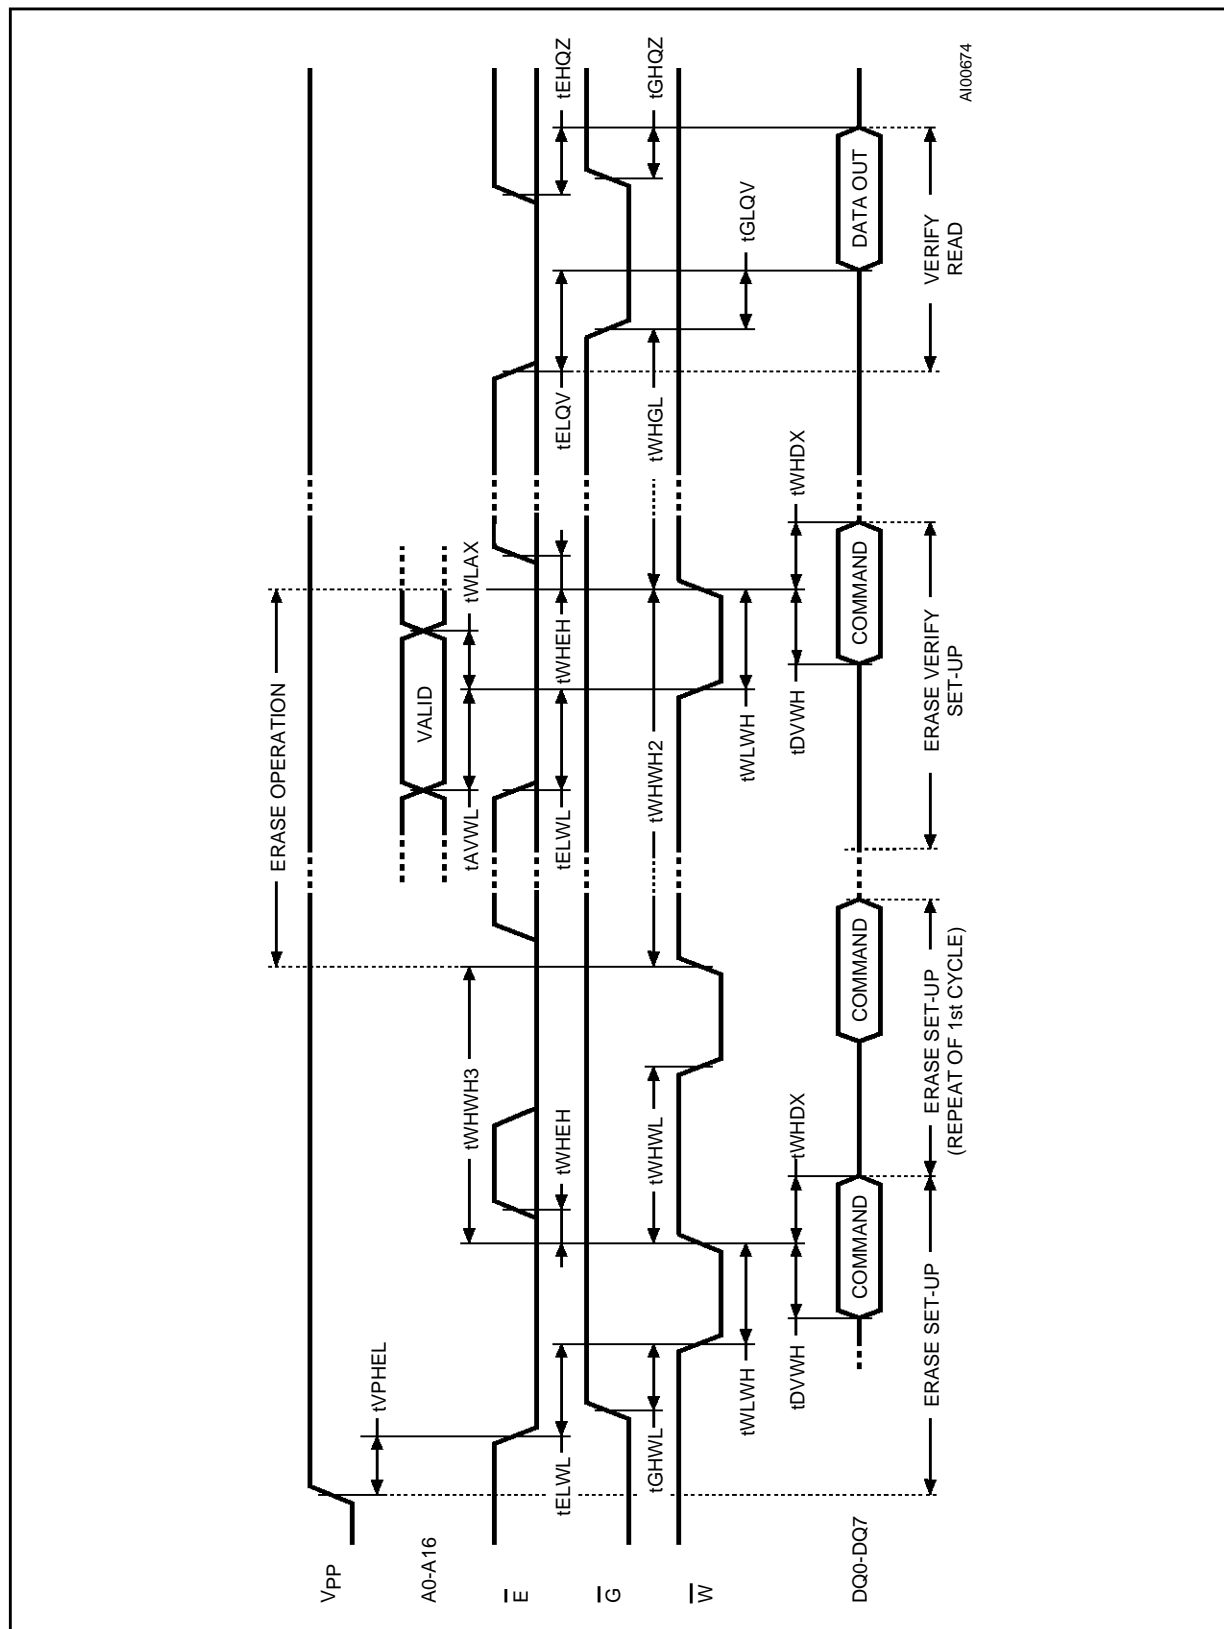 VPP
tVPHEL
ERASE OPERATION
A0-A16
VALID
tAVWL
tWLAX
tWHWH3
E
tELWL
tWHEH
tELWL
tWHEH
tELQV
tEHQZ
G
tGHWL
tWHWL
tWHWH2
tWHGL
tGHQZ
W
tWLWH
tWLWH
tGLQV
tDVWH
tWHDX
tDVWH
tWHDX
DQ0-DQ7
COMMAND
COMMAND
COMMAND
DATA OUT
ERASE SET-UP
ERASE SET-UP
(REPEAT OF 1st CYCLE)
ERASE VERIFY
SET-UP
VERIFY
READ
AI00674